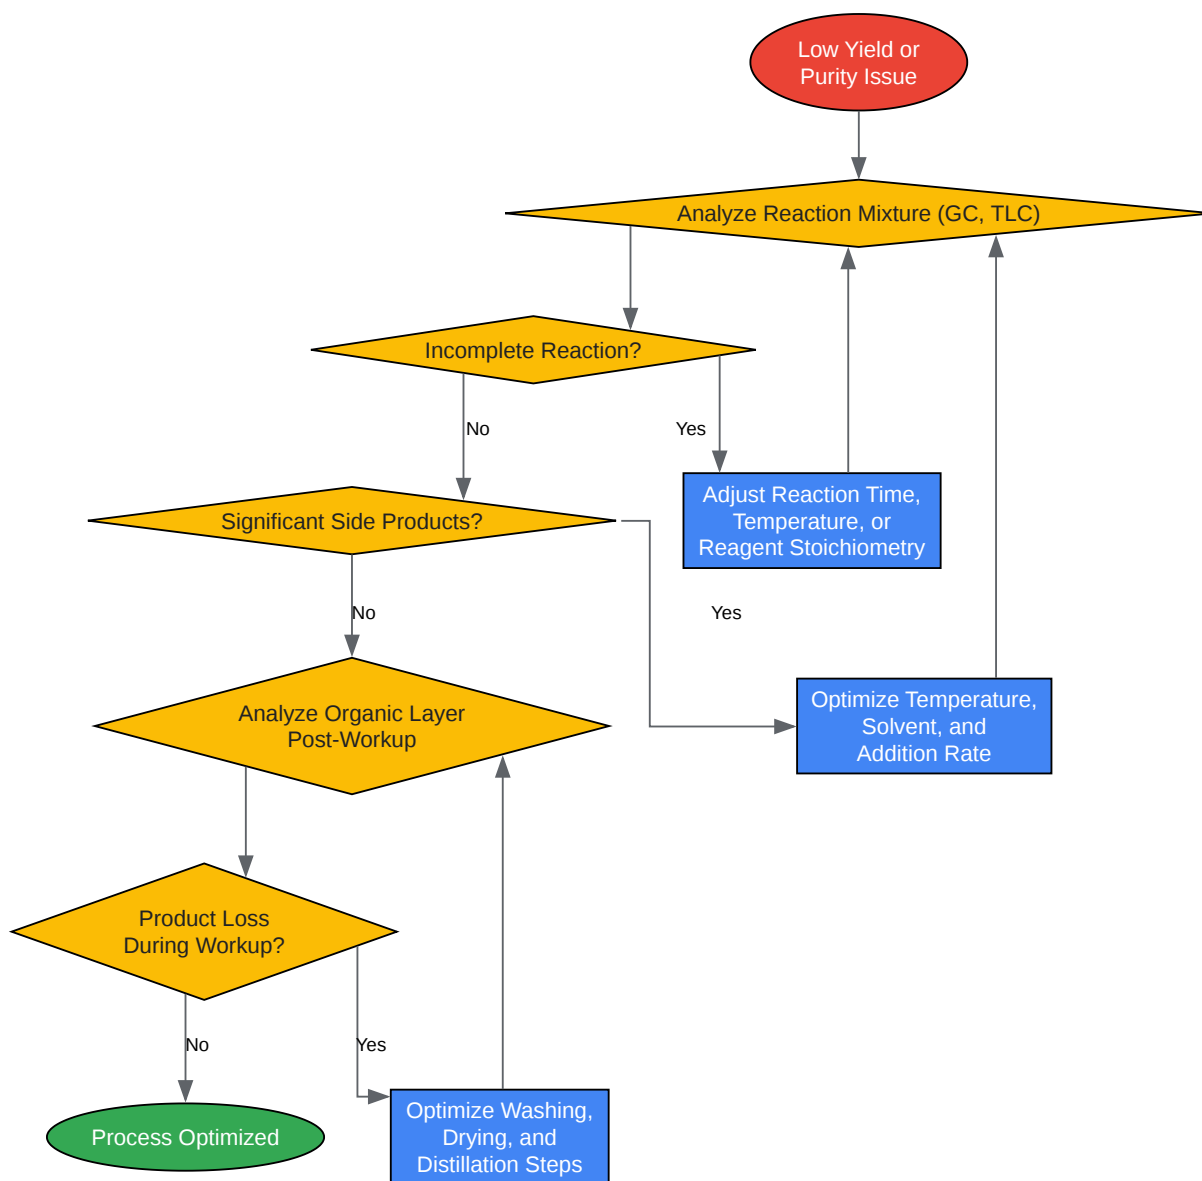 Low Yield or
Purity Issue
Analyze Reaction Mixture (GC, TLC)
Incomplete Reaction?
No
Yes
Adjust Reaction Time,
Temperature, or
Reagent Stoichiometry
Significant Side Products?
No
Yes
Optimize Temperature,
Solvent, and
Addition Rate
Analyze Organic Layer
Post-Workup
Product Loss
During Workup?
No
Yes
Process Optimized
Optimize Washing,
Drying, and
Distillation Steps